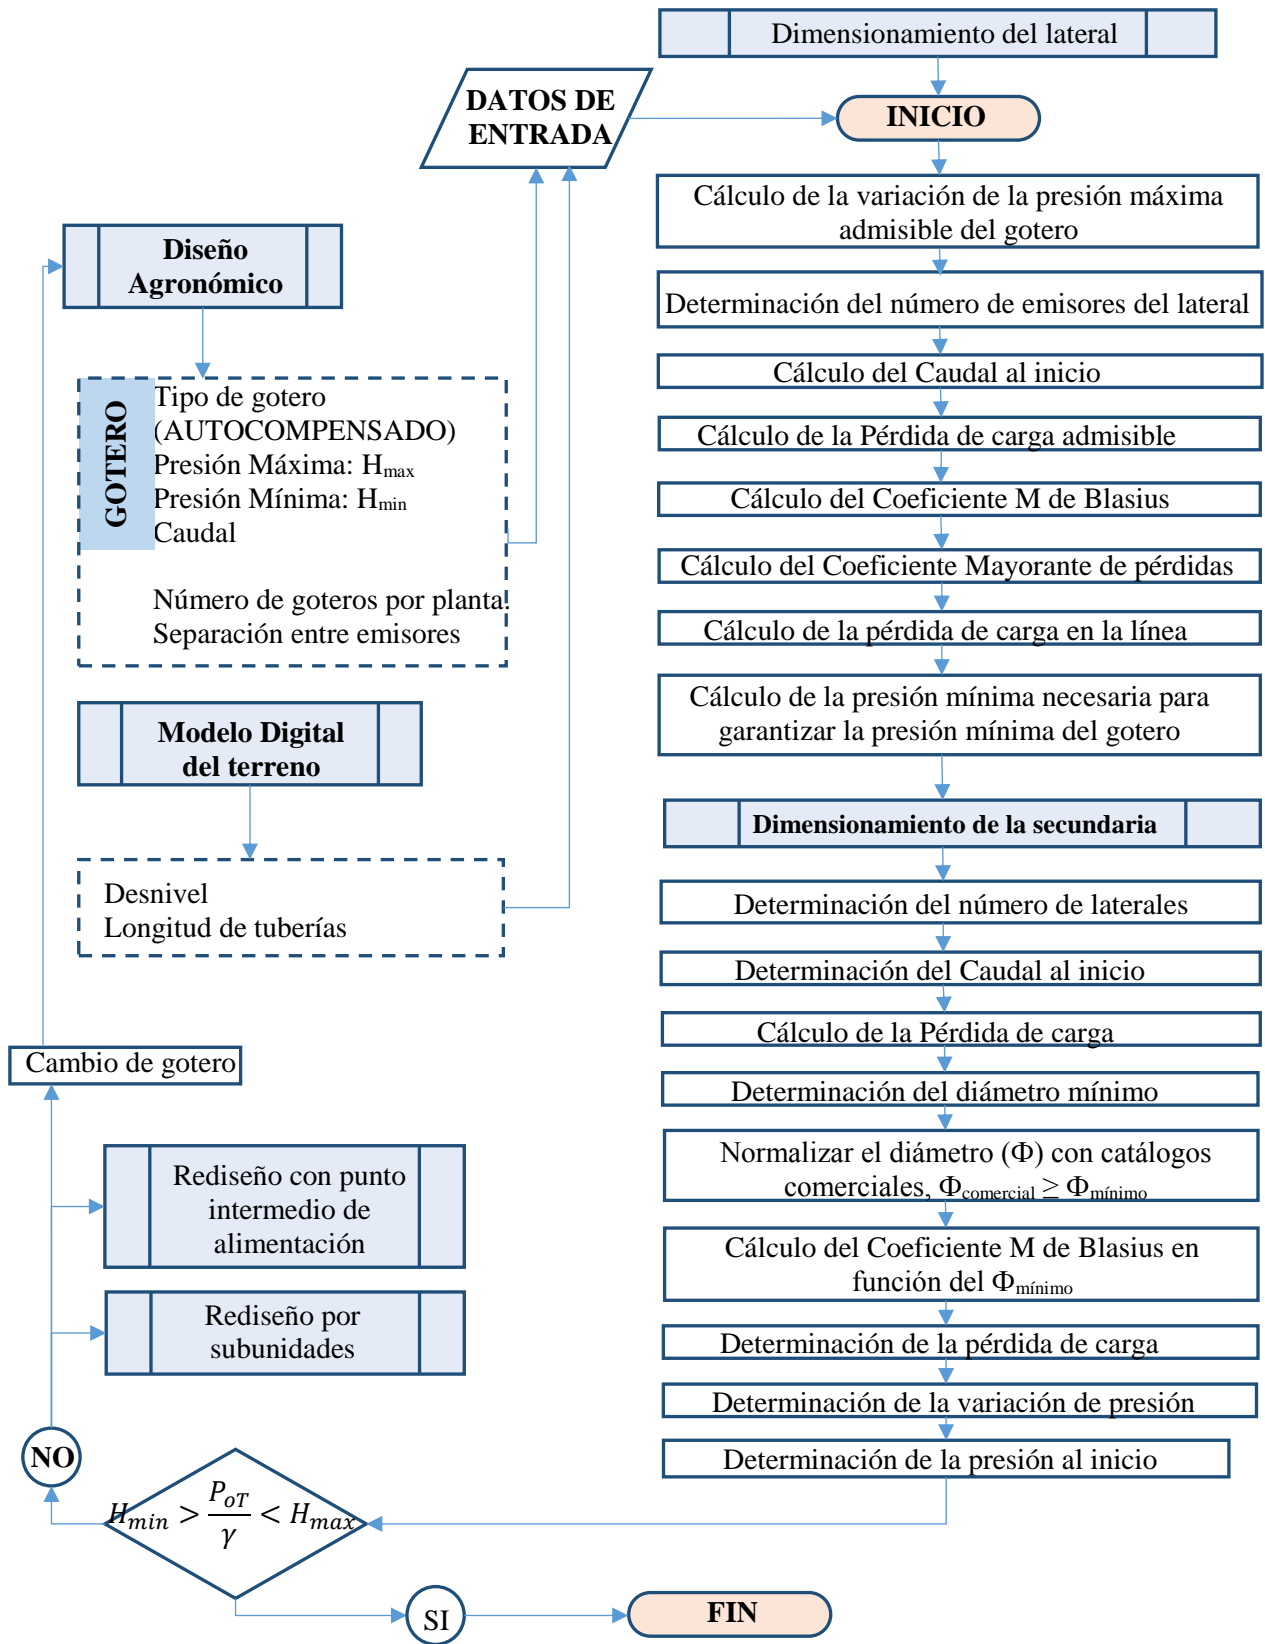 Dimensionamiento del lateral
DATOS DE
ENTRADA
INICIO
Cálculo de la variación de la presión máxima
admisible del gotero
Determinación del número de emisores del lateral
Cálculo del Caudal al inicio
Cálculo de la Pérdida de carga admisible
Cálculo del Coeficiente M de Blasius
Cálculo del Coeficiente Mayorante de pérdidas
Cálculo de la pérdida de carga en la línea
Cálculo de la presión mínima necesaria para
garantizar la presión mínima del gotero
Dimensionamiento de la secundaria
Determinación del número de laterales
Determinación del Caudal al inicio
Cálculo de la Pérdida de carga
Determinación del diámetro mínimo
Normalizar el diámetro (Φ) con catálogos
comerciales, Φcomercial ≥ Φmínimo
Cálculo del Coeficiente M de Blasius en
función del Φmínimo
Determinación de la pérdida de carga
Determinación de la variación de presión
Determinación de la presión al inicio
Diseño
Agronómico
GOTERO
Tipo de gotero
(AUTOCOMPENSADO)
Presión Máxima: Hmax
Presión Mínima: Hmin
Caudal
Número de goteros por planta.
Separación entre emisores
Modelo Digital
del terreno
Desnivel
Longitud de tuberías
Cambio de gotero
Rediseño con punto
intermedio de
alimentación
Rediseño por
subunidades
NO
Hmin > PoT/γ < Hmax
SI
FIN